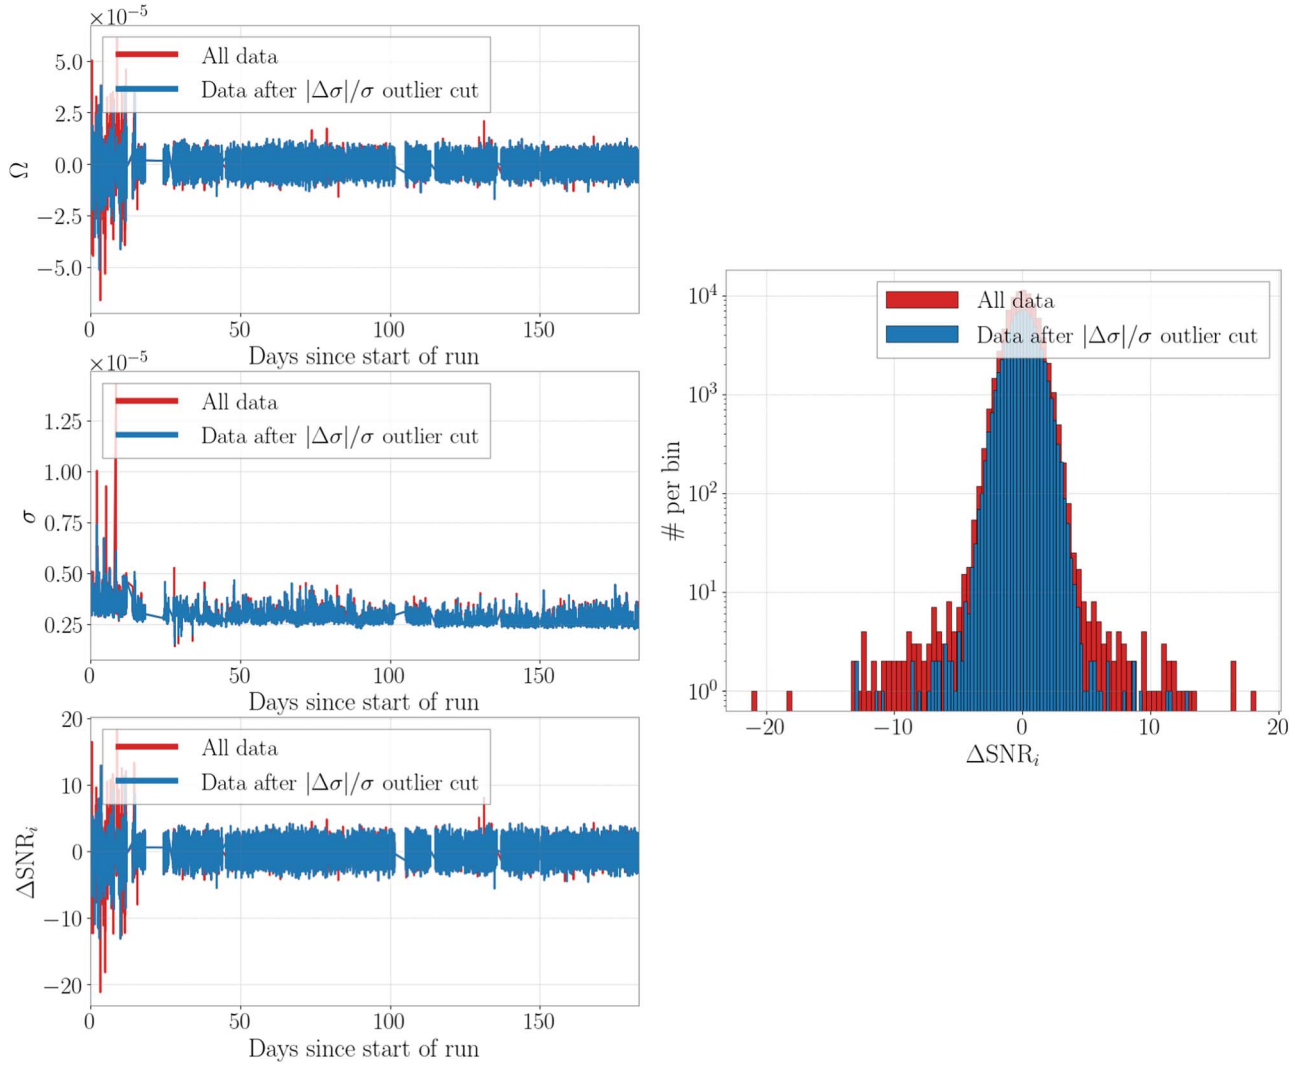 ×10⁻⁵
All data
Data after |Δσ|/σ outlier cut
5.0
2.5
0.0
−2.5
−5.0
Ω
0 50 100 150
Days since start of run
×10⁻⁵
All data
Data after |Δσ|/σ outlier cut
1.25
1.00
0.75
0.50
0.25
σ
0 50 100 150
Days since start of run
All data
Data after |Δσ|/σ outlier cut
20
10
0
−10
−20
ΔSNRᵢ
0 50 100 150
Days since start of run
All data
Data after |Δσ|/σ outlier cut
10⁴
10³
10²
10¹
10⁰
# per bin
−20 −10 0 10 20
ΔSNRᵢ